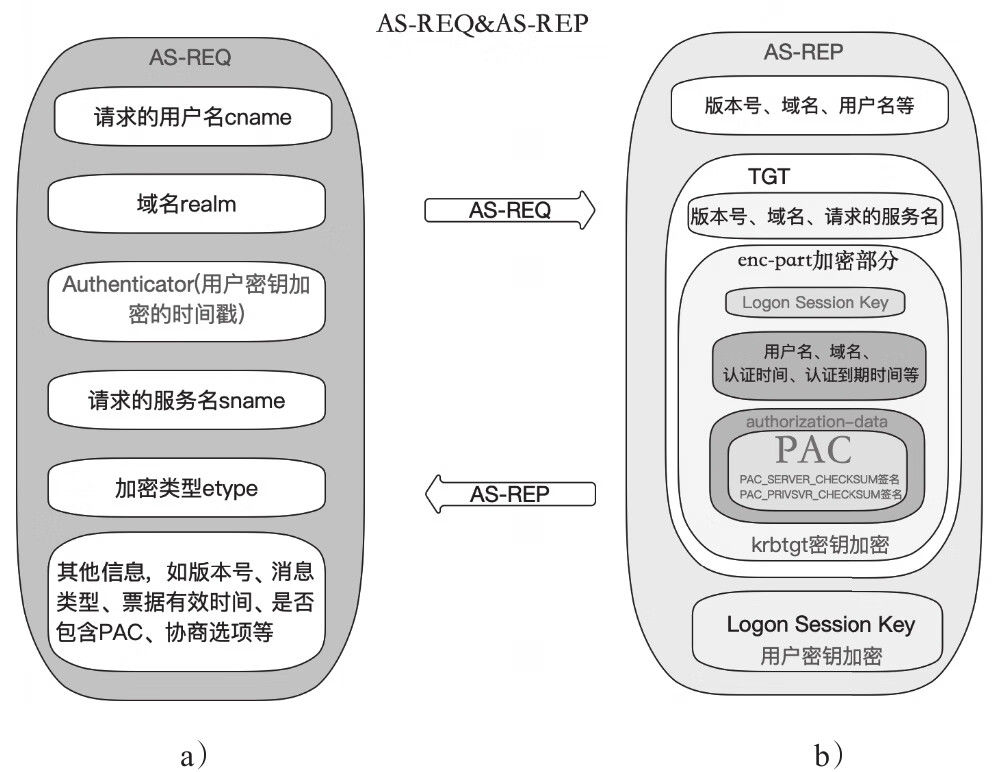 AS-REQ&AS-REP
AS-REQ
请求的用户名cname
域名realm
Authenticator(用户密钥加
密的时间戳)
请求的服务名sname
加密类型etype
其他信息，如版本号、消息
类型、票据有效时间、是否
包含PAC、协商选项等
a）
AS-REQ
AS-REP
AS-REP
版本号、域名、用户名等
TGT
版本号、域名、请求的服务名
enc-part加密部分
Logon Session Key
用户名、域名、
认证时间、认证到期时间等
authorization-data
PAC
PAC_SERVER_CHECKSUM签名
PAC_PRIVSVR_CHECKSUM签名
krbtgt密钥加密
Logon Session Key
用户密钥加密
b）